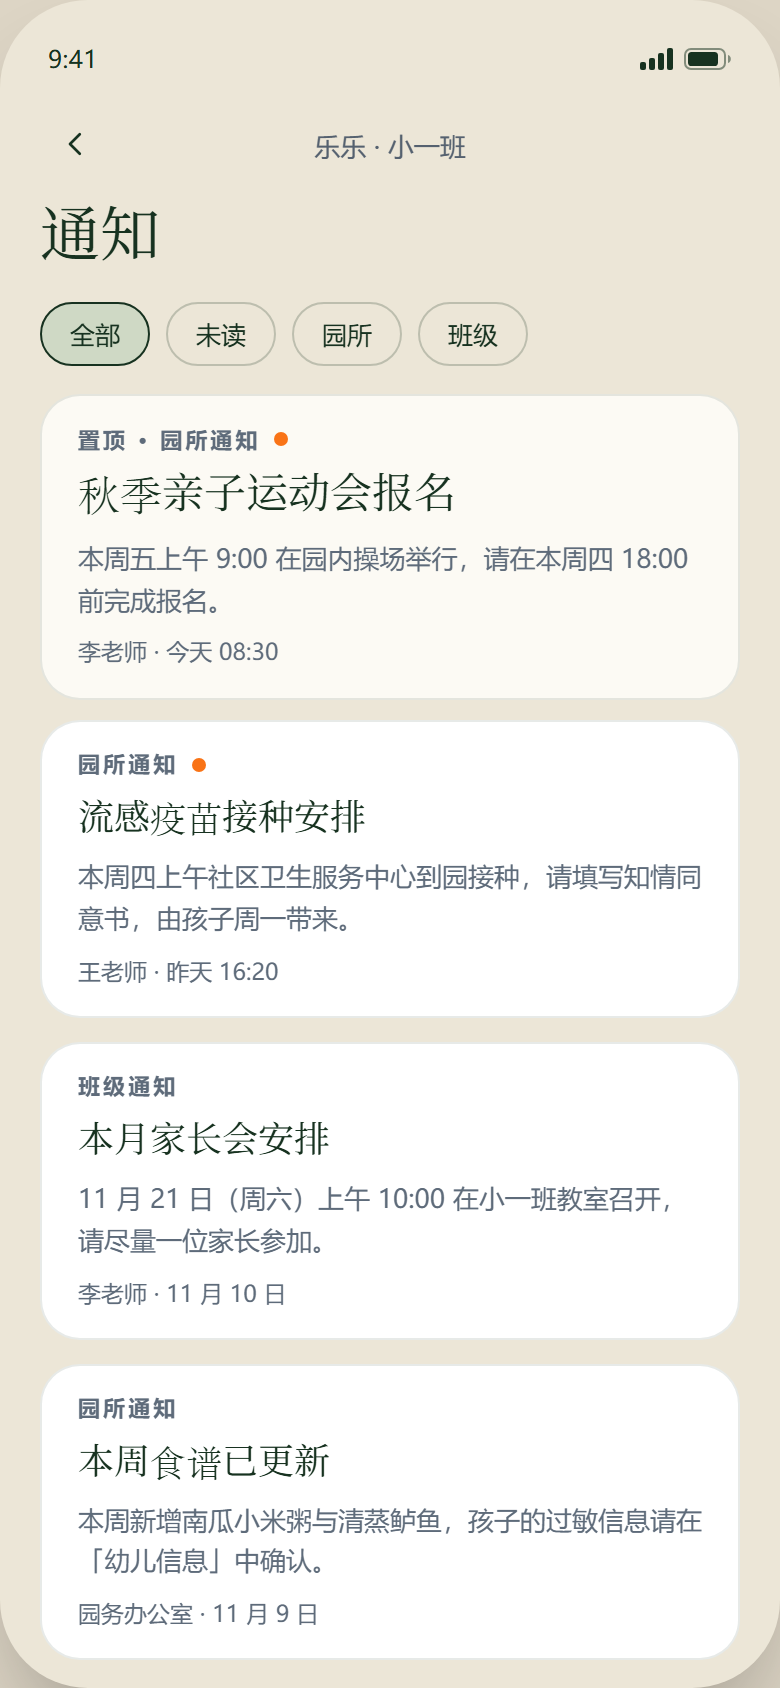 9:41
乐乐 · 小一班
通知
全部
未读
园所
班级
置顶 • 园所通知
秋季亲子运动会报名
本周五上午 9:00 在园内操场举行，请在本周四 18:00
前完成报名。
李老师 · 今天 08:30
园所通知
流感疫苗接种安排
本周四上午社区卫生服务中心到园接种，请填写知情同
意书，由孩子周一带来。
王老师 · 昨天 16:20
班级通知
本月家长会安排
11 月 21 日（周六）上午 10:00 在小一班教室召开，
请尽量一位家长参加。
李老师 · 11 月 10 日
园所通知
本周食谱已更新
本周新增南瓜小米粥与清蒸鲈鱼，孩子的过敏信息请在
「幼儿信息」中确认。
园务办公室 · 11 月 9 日